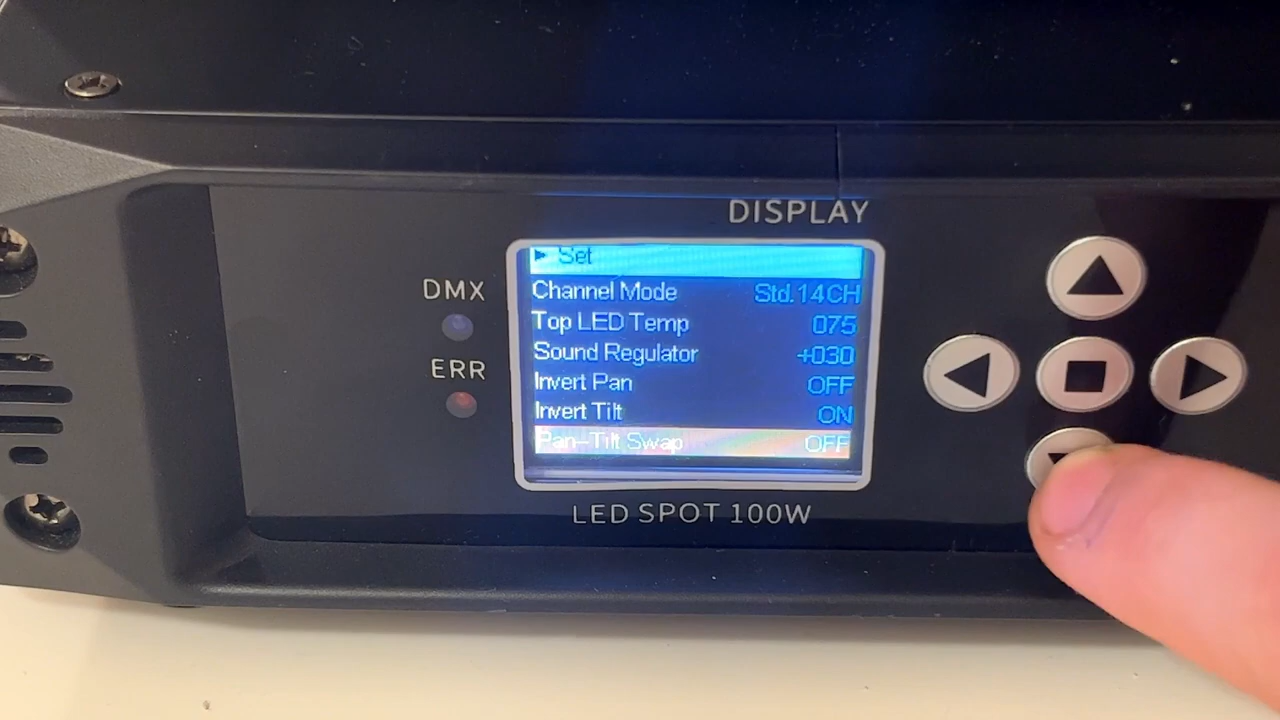 DISPLAY
► Set
Channel Mode Std.14CH
Top LED Temp 075
Sound Regulator +030
Invert Pan OFF
Invert Tilt ON
Pan-Tilt Swap OFF
DMX
ERR
LED SPOT 100W